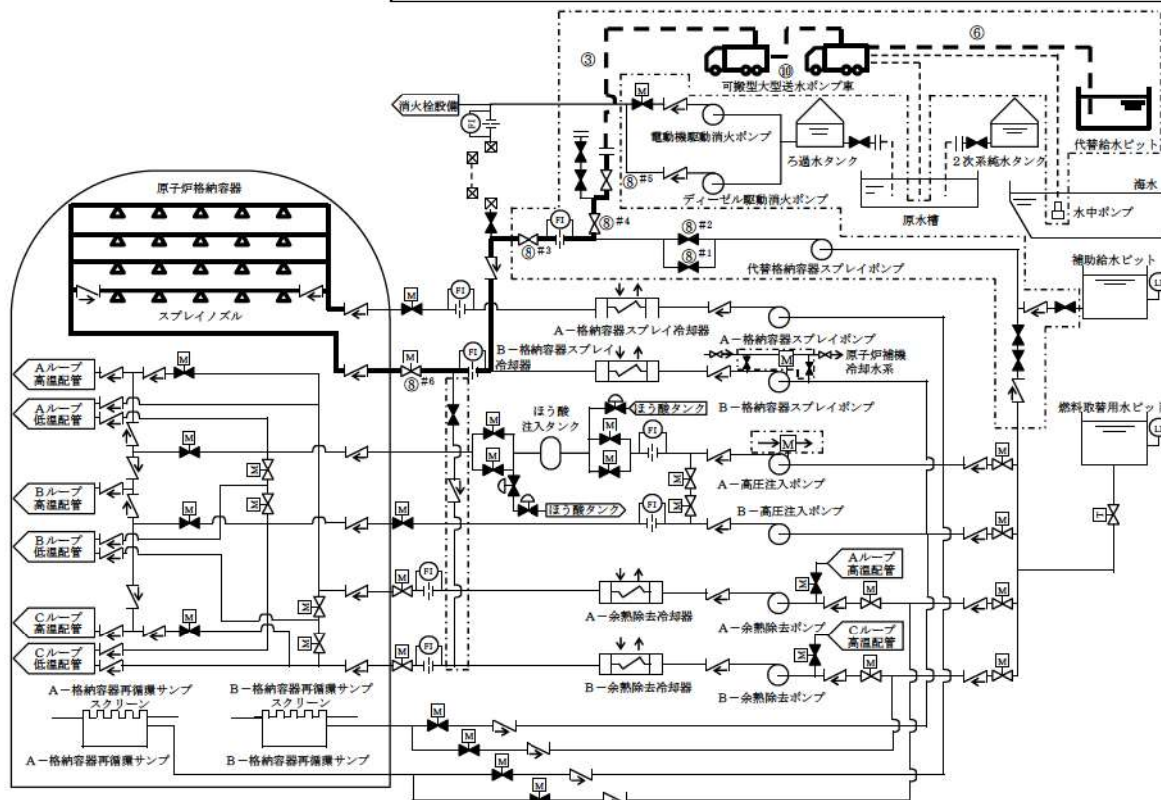 ③
⑩
⑥
可搬型大型送水ポンプ車
消火栓設備
FI
M
電動機駆動消火ポンプ
ろ過水タンク
2次系純水タンク
代替給水ピット
⑧#5
ディーゼル駆動消火ポンプ
原水槽
海水
水中ポンプ
原子炉格納容器
⑧#4
FI
⑧#3
⑧#2
⑧#1
代替格納容器スプレイポンプ
補助給水ピット
スプレイノズル
M
FI
A-格納容器スプレイ冷却器
A-格納容器スプレイポンプ
B-格納容器スプレイ
冷却器
FI
M
⑧#6
M
原子炉補機
冷却水系
B-格納容器スプレイポンプ
燃料取替用水ピット
Aループ
高温配管
M
Aループ
低温配管
ほう酸
注入タンク
ほう酸タンク
M
M
FI
M
M
M
M
M
A-高圧注入ポンプ
M
Bループ
高温配管
M
M
M
M
ほう酸タンク
FI
M
B-高圧注入ポンプ
M
T
Bループ
低温配管
Aループ
高温配管
M
FI
M
M
M
A-余熱除去冷却器
A-余熱除去ポンプ
M
Cループ
高温配管
M
Cループ
高温配管
Cループ
低温配管
M
M
FI
M
M
M
B-余熱除去冷却器
B-余熱除去ポンプ
A-格納容器再循環サンプ
スクリーン
B-格納容器再循環サンプ
スクリーン
M
M
A-格納容器再循環サンプ
B-格納容器再循環サンプ
M
M